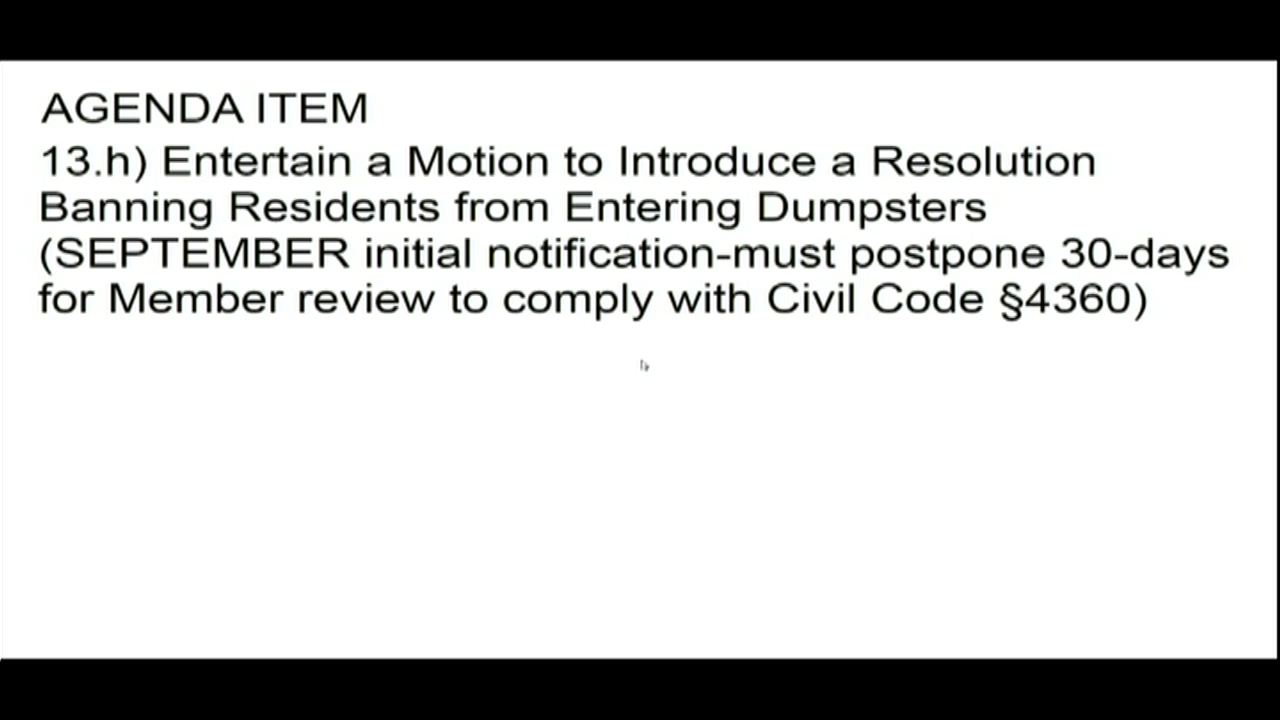 AGENDA ITEM
13.h) Entertain a Motion to Introduce a Resolution
Banning Residents from Entering Dumpsters
(SEPTEMBER initial notification-must postpone 30-days
for Member review to comply with Civil Code §4360)